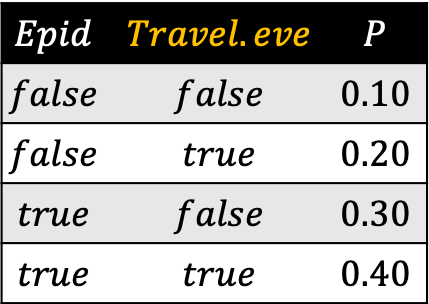 Epid Travel.eve P
false false 0.10
false true 0.20
true false 0.30
true true 0.40